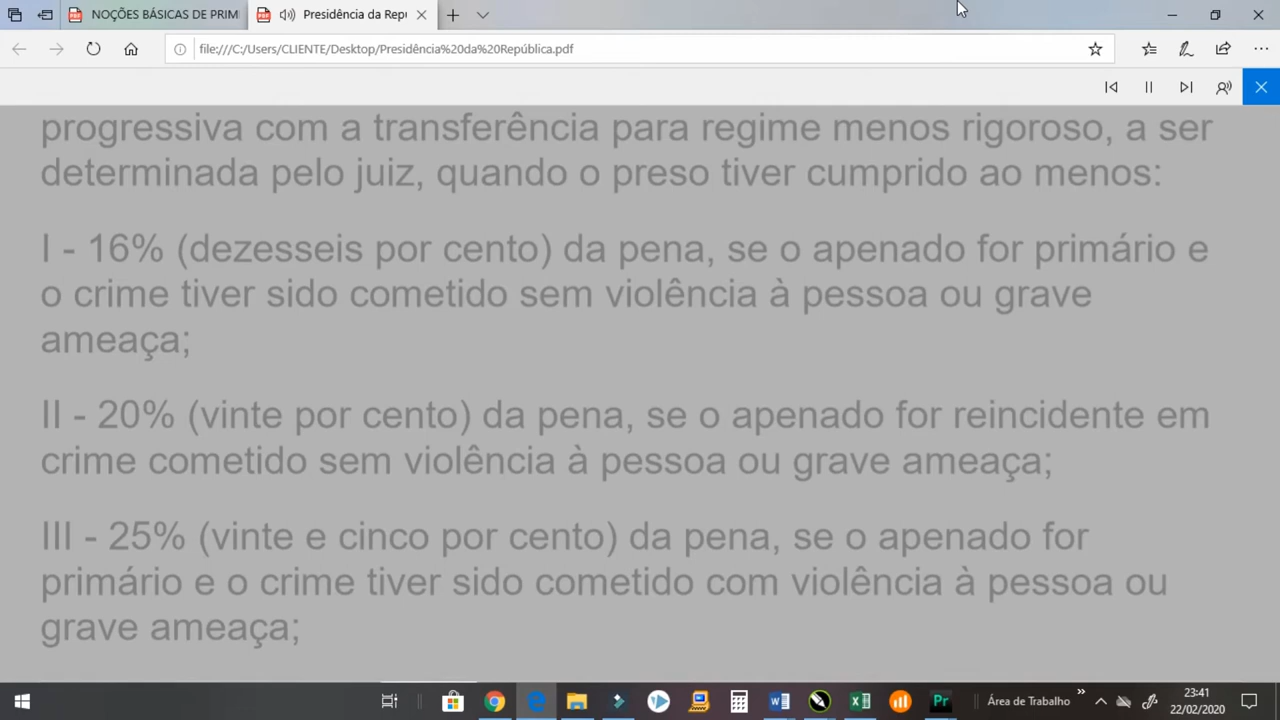 NOÇÕES BÁSICAS DE PRIM
Presidência da Repu
file:///C:/Users/CLIENTE/Desktop/Presidência%20da%20República.pdf
progressiva com a transferência para regime menos rigoroso, a ser
determinada pelo juiz, quando o preso tiver cumprido ao menos:
I - 16% (dezesseis por cento) da pena, se o apenado for primário e
o crime tiver sido cometido sem violência à pessoa ou grave
ameaça;
II - 20% (vinte por cento) da pena, se o apenado for reincidente em
crime cometido sem violência à pessoa ou grave ameaça;
III - 25% (vinte e cinco por cento) da pena, se o apenado for
primário e o crime tiver sido cometido com violência à pessoa ou
grave ameaça;
Área de Trabalho
23:41
22/02/2020